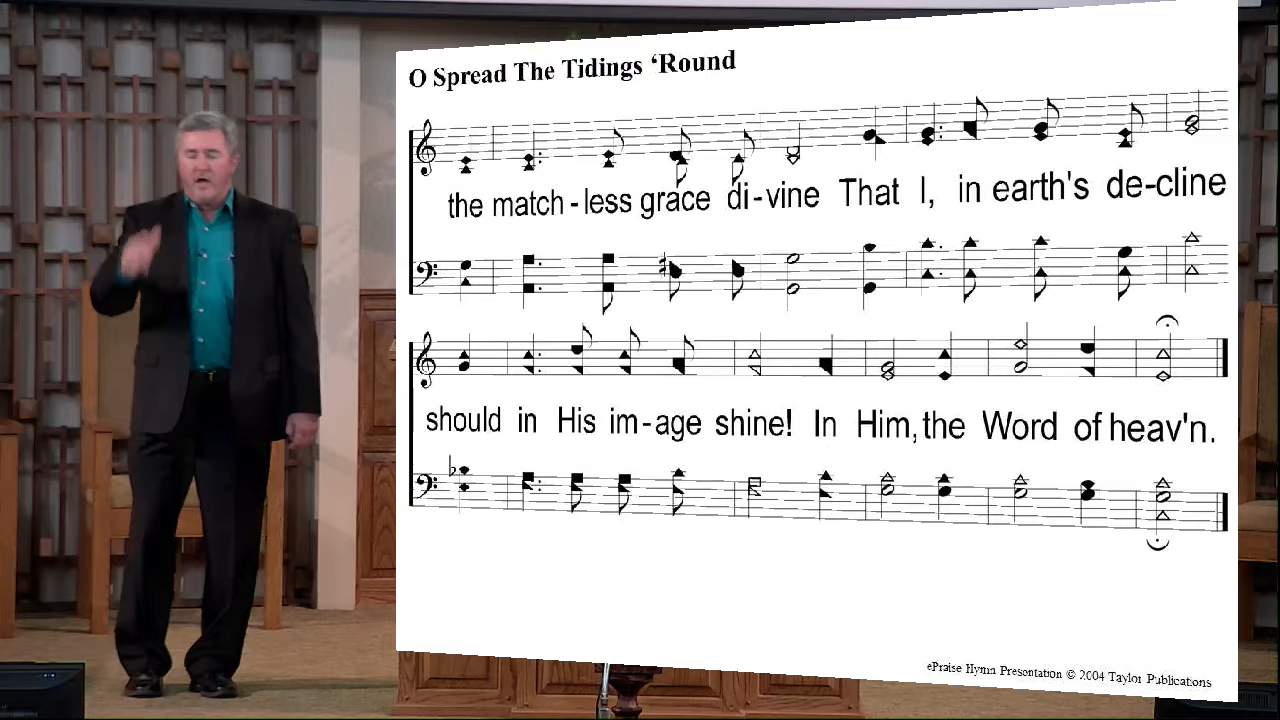 O Spread The Tidings ‘Round
the match-less grace di-vine That I, in earth's de-cline
should in His im-age shine! In Him, the Word of heav'n.
ePraise Hymn Presentation © 2004 Taylor Publications